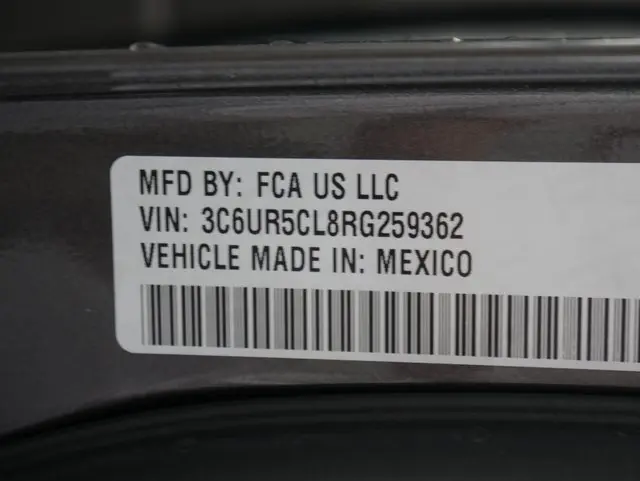 MFD BY: FCA US LLC
VIN: 3C6UR5CL8RG259362
VEHICLE MADE IN: MEXICO